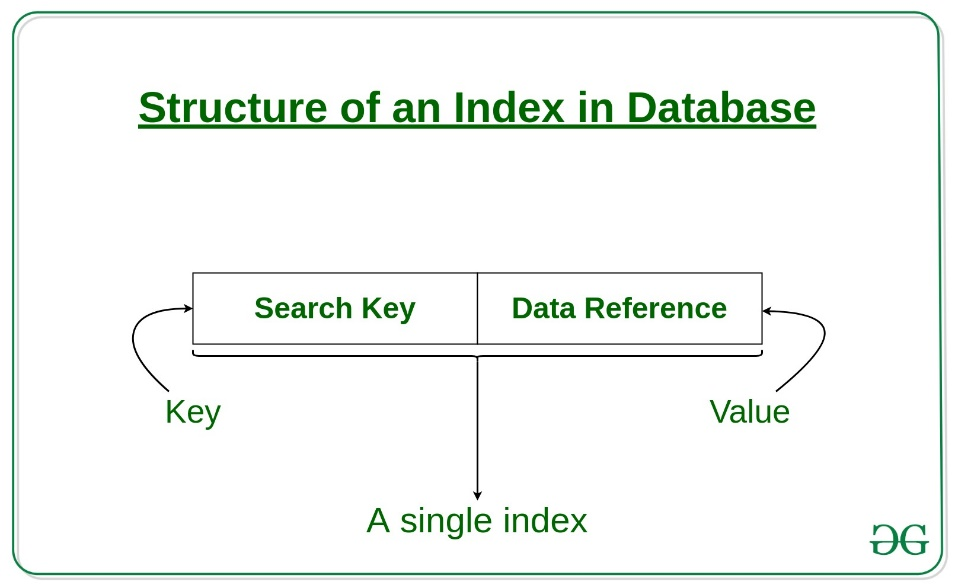 Structure of an Index in Database
Search Key
Data Reference
Key
Value
A single index